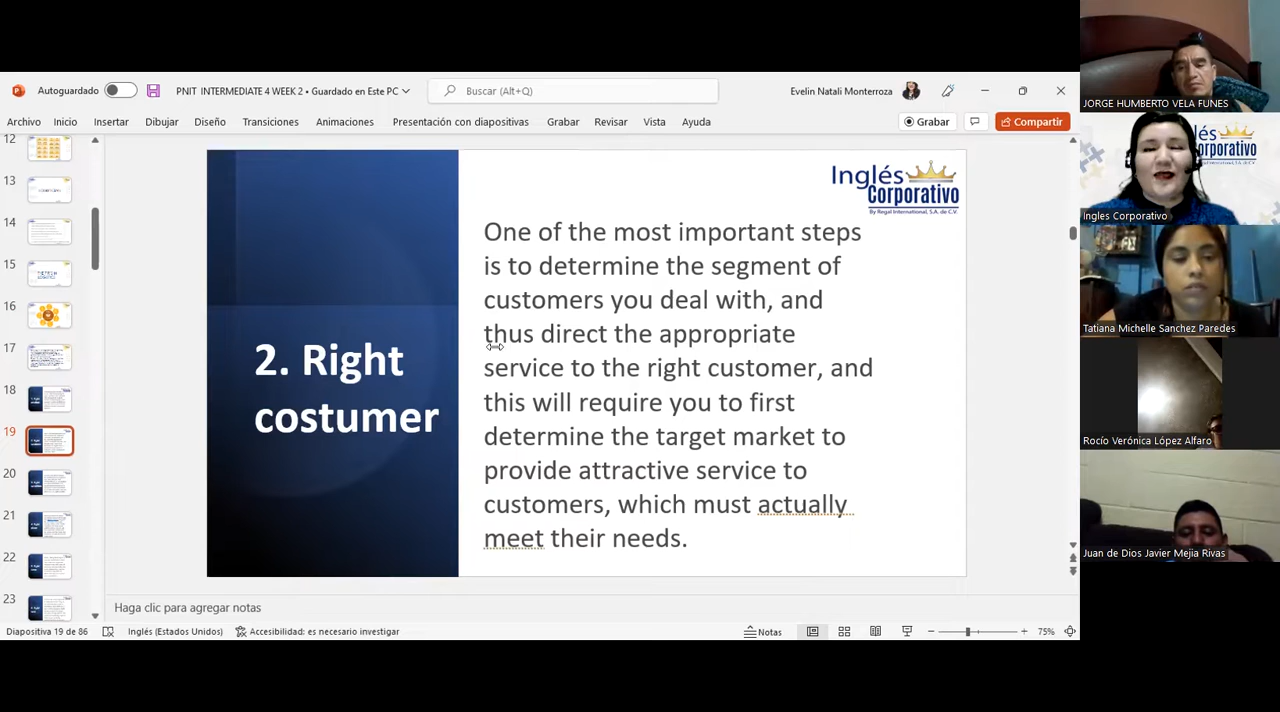 Autoguardado
PNIT INTERMEDIATE 4 WEEK 2 • Guardado en Este PC
Buscar (Alt+Q)
Evelin Natali Monterroza
Archivo Inicio Insertar Dibujar Diseño Transiciones Animaciones Presentación con diapositivas Grabar Revisar Vista Ayuda
Grabar
Compartir
12
13
14
15
16
17
18
19
20
21
22
23
2. Right
costumer
Inglés
Corporativo
By Regal International, S.A. de C.V.
One of the most important steps
is to determine the segment of
customers you deal with, and
thus direct the appropriate
service to the right customer, and
this will require you to first
determine the target market to
provide attractive service to
customers, which must actually
meet their needs.
Haga clic para agregar notas
Diapositiva 19 de 86
Inglés (Estados Unidos)
Accesibilidad: es necesario investigar
Notas
75%
JORGE HUMBERTO VELA FUNES
Ingles Corporativo
Tatiana Michelle Sanchez Paredes
Rocío Verónica López Alfaro
Juan de Dios Javier Mejia Rivas